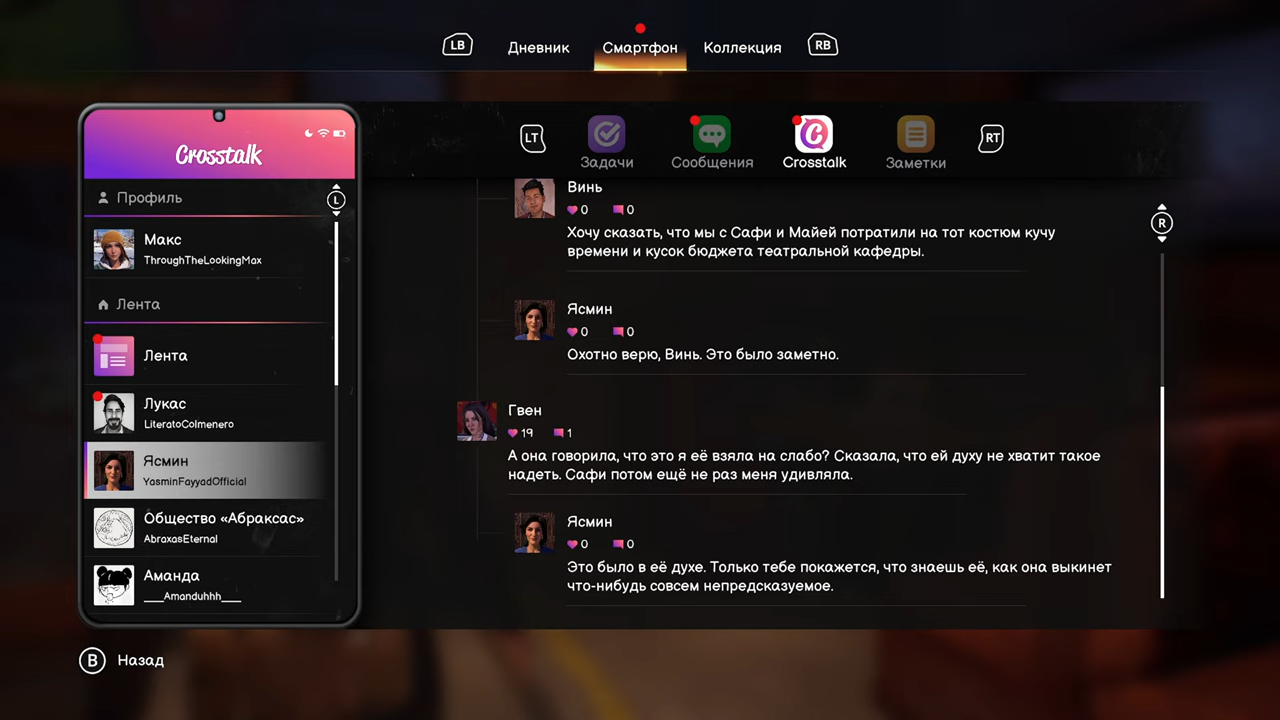 LB
Дневник
Смартфон
Коллекция
RB
Crosstalk
Профиль
L
Макс
ThroughTheLookingMax
Лента
Лента
Лукас
LiteratoColmenero
Ясмин
YasminFayyadOfficial
Общество «Абраксас»
AbraxasEternal
Аманда
___Amanduhhh___
LT
Задачи
Сообщения
Crosstalk
Заметки
RT
R
Винь
0 0
Хочу сказать, что мы с Сафи и Майей потратили на тот костюм кучу
времени и кусок бюджета театральной кафедры.
Ясмин
0 0
Охотно верю, Винь. Это было заметно.
Гвен
19 1
А она говорила, что это я её взяла на слабо? Сказала, что ей духу не хватит такое
надеть. Сафи потом ещё не раз меня удивляла.
Ясмин
0 0
Это было в её духе. Только тебе покажется, что знаешь её, как она выкинет
что-нибудь совсем непредсказуемое.
B Назад